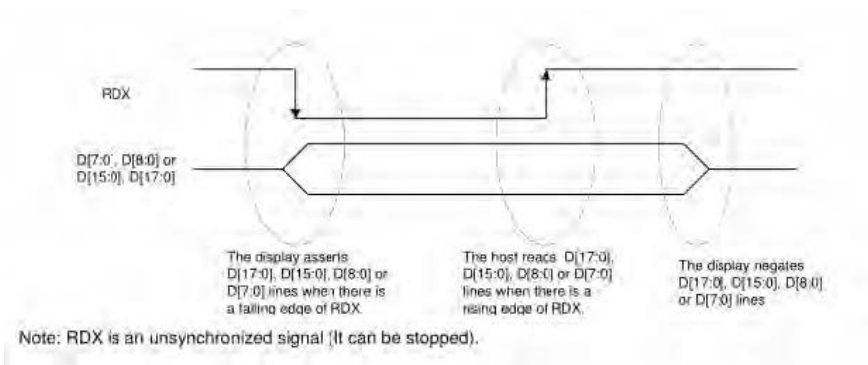 RDX
D[7:0], D[8:0] or
D[15:0], D[17:0]
The display asserts
D[17:0], D[15:0], D[8:0] or
D[7:0] lines when there is
a falling edge of RDX.
The host reads D[17:0],
D[15:0], D[8:0] or D[7:0]
lines when there is a
rising edge of RDX.
The display negates
D[17:0], D[15:0], D[8:0]
or D[7:0] lines
Note: RDX is an unsynchronized signal (It can be stopped).